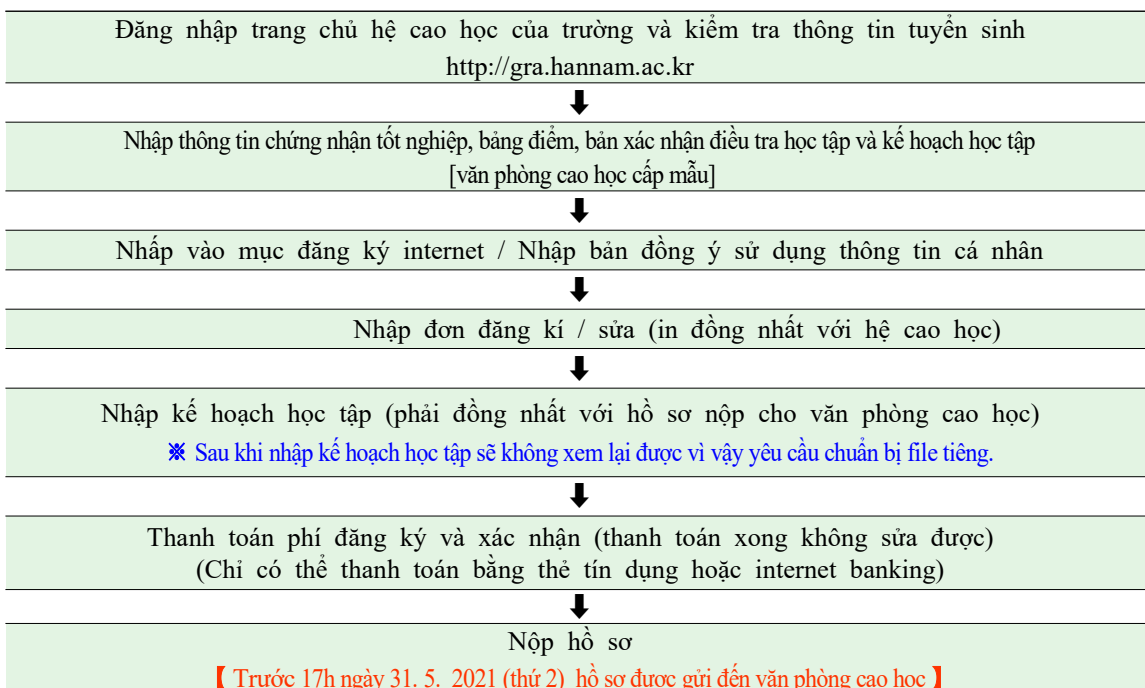 Đăng nhập trang chủ hệ cao học của trường và kiểm tra thông tin tuyển sinh
http://gra.hannam.ac.kr
Nhập thông tin chứng nhận tốt nghiệp, bảng điểm, bản xác nhận điều tra học tập và kế hoạch học tập
[văn phòng cao học cấp mẫu]
Nhấp vào mục đăng ký internet / Nhập bản đồng ý sử dụng thông tin cá nhân
Nhập đơn đăng kí / sửa (in đồng nhất với hệ cao học)
Nhập kế hoạch học tập (phải đồng nhất với hồ sơ nộp cho văn phòng cao học)
※ Sau khi nhập kế hoạch học tập sẽ không xem lại được vì vậy yêu cầu chuẩn bị file tiêng.
Thanh toán phí đăng ký và xác nhận (thanh toán xong không sửa được)
(Chỉ có thể thanh toán bằng thẻ tín dụng hoặc internet banking)
Nộp hồ sơ
【 Trước 17h ngày 31. 5. 2021 (thứ 2) hồ sơ được gửi đến văn phòng cao học 】